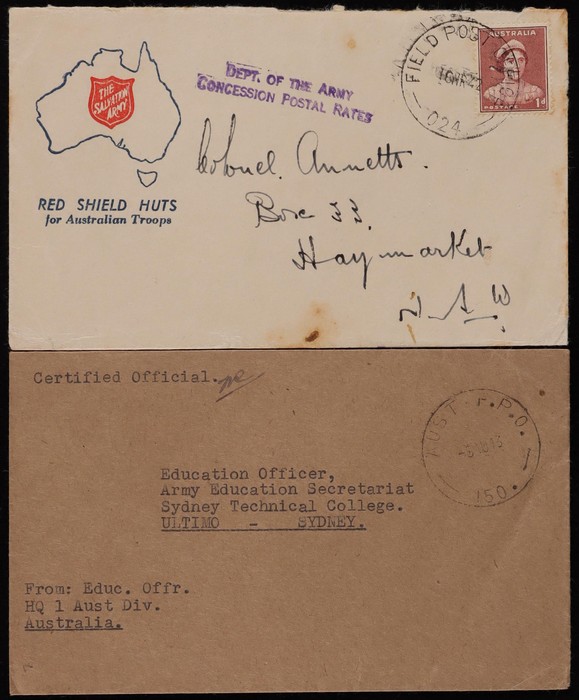 THE
SALVATION
ARMY
RED SHIELD HUTS
for Australian Troops
DEPT. OF THE ARMY
CONCESSION POSTAL RATES
FIELD POST
024
AUSTRALIA
POSTAGE
1d
Colonel. Annetts.
Box 33.
Haymarket
N.S.W
Certified Official.
AUST. F.P.O.
150.
Education Officer,
Army Education Secretariat
Sydney Technical College.
ULTIMO - SYDNEY.
From: Educ. Offr.
HQ 1 Aust Div.
Australia.